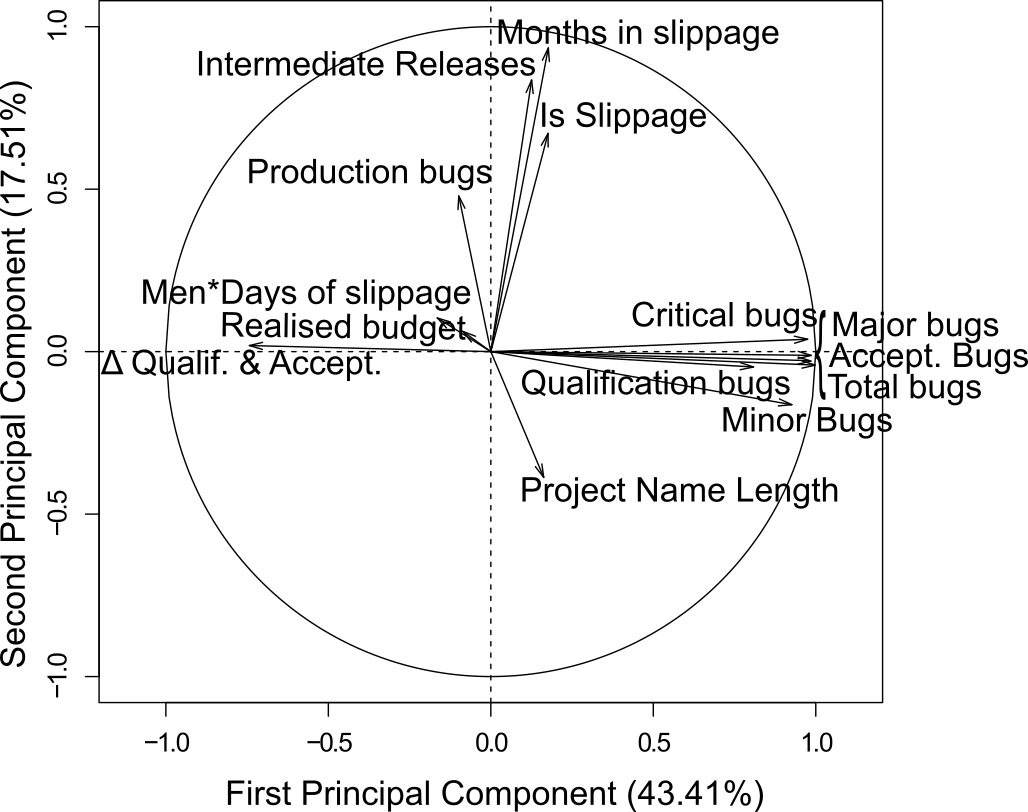 Months in slippage
Intermediate Releases
Is Slippage
Production bugs
Men*Days of slippage
Realised budget
Δ Qualif. & Accept.
Critical bugs
Major bugs
Accept. Bugs
Total bugs
Qualification bugs
Minor Bugs
Project Name Length
1.0
0.5
0.0
−0.5
−1.0
Second Principal Component (17.51%)
−1.0 −0.5 0.0 0.5 1.0
First Principal Component (43.41%)